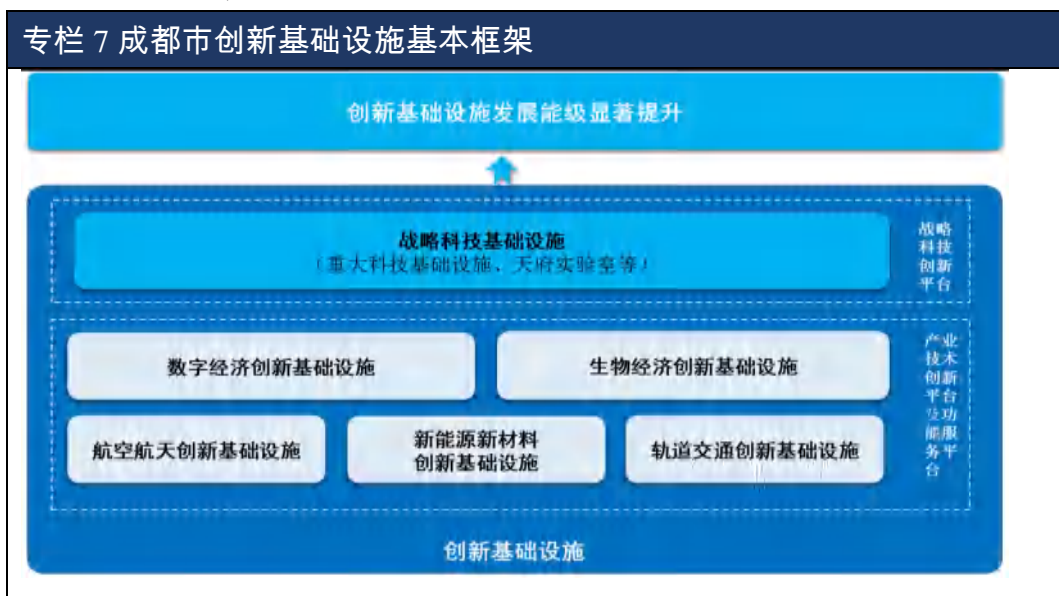 专栏 7 成都市创新基础设施基本框架
创新基础设施发展能级显著提升
战略科技基础设施
（重大科技基础设施、天府实验室等）
战略
科技
创新
平台
数字经济创新基础设施
生物经济创新基础设施
航空航天创新基础设施
新能源新材料
创新基础设施
轨道交通创新基础设施
产业
技术
创新
平台
及功
能服
务平
台
创新基础设施